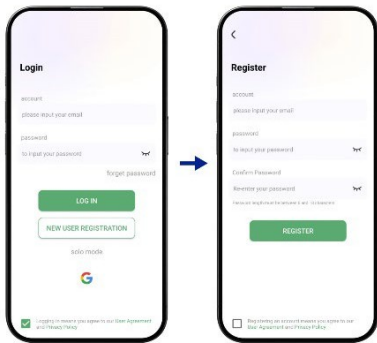 Login
account
please input your email
password
to input your password
forget password
LOG IN
NEW USER REGISTRATION
solo mode
Logging in means you agree to our User Agreement
and Privacy Policy
Register
account
please input your email
password
to input your password
Confirm Password
Re-enter your password
REGISTER
Registering an account means you agree to our
User Agreement and Privacy Policy